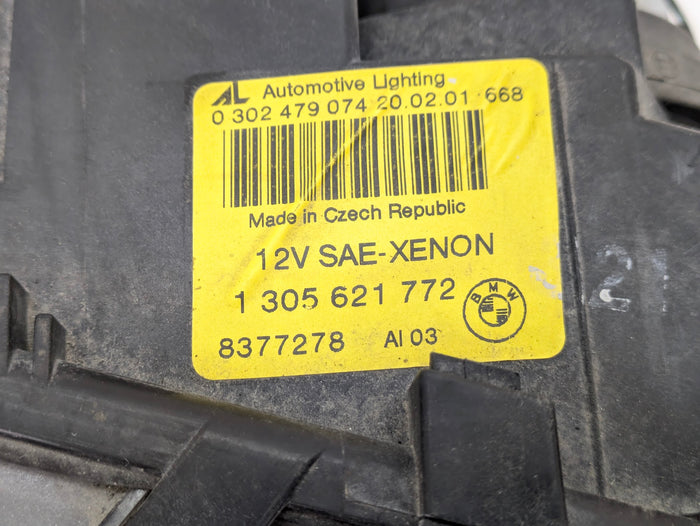 AL Automotive Lighting
0 302 479 074 20.02.01 668
Made in Czech Republic
12V SAE-XENON
1 305 621 772 BMW
8377278 AI 03
21